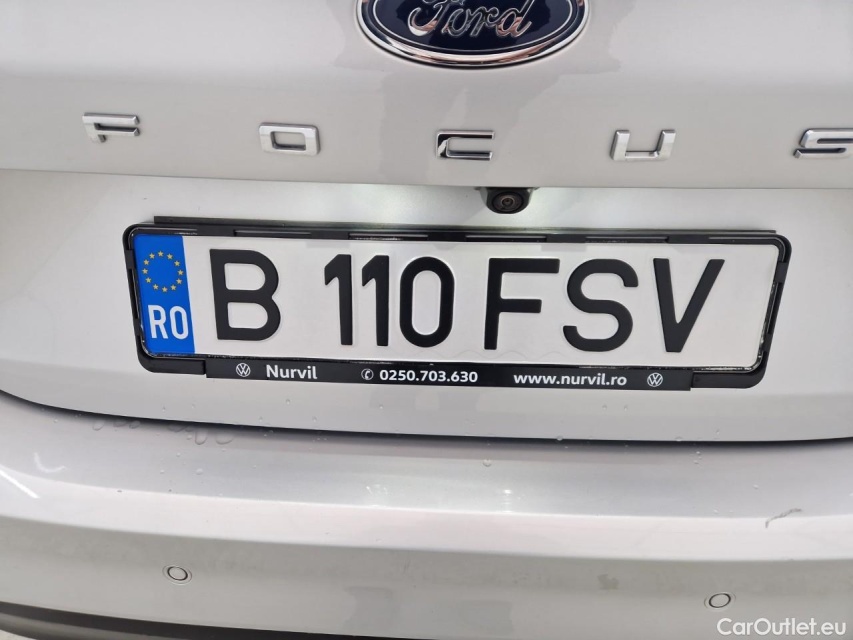 Ford
FOCUS
RO B 110 FSV
Nurvil 0250.703.630 www.nurvil.ro
CarOutlet.eu